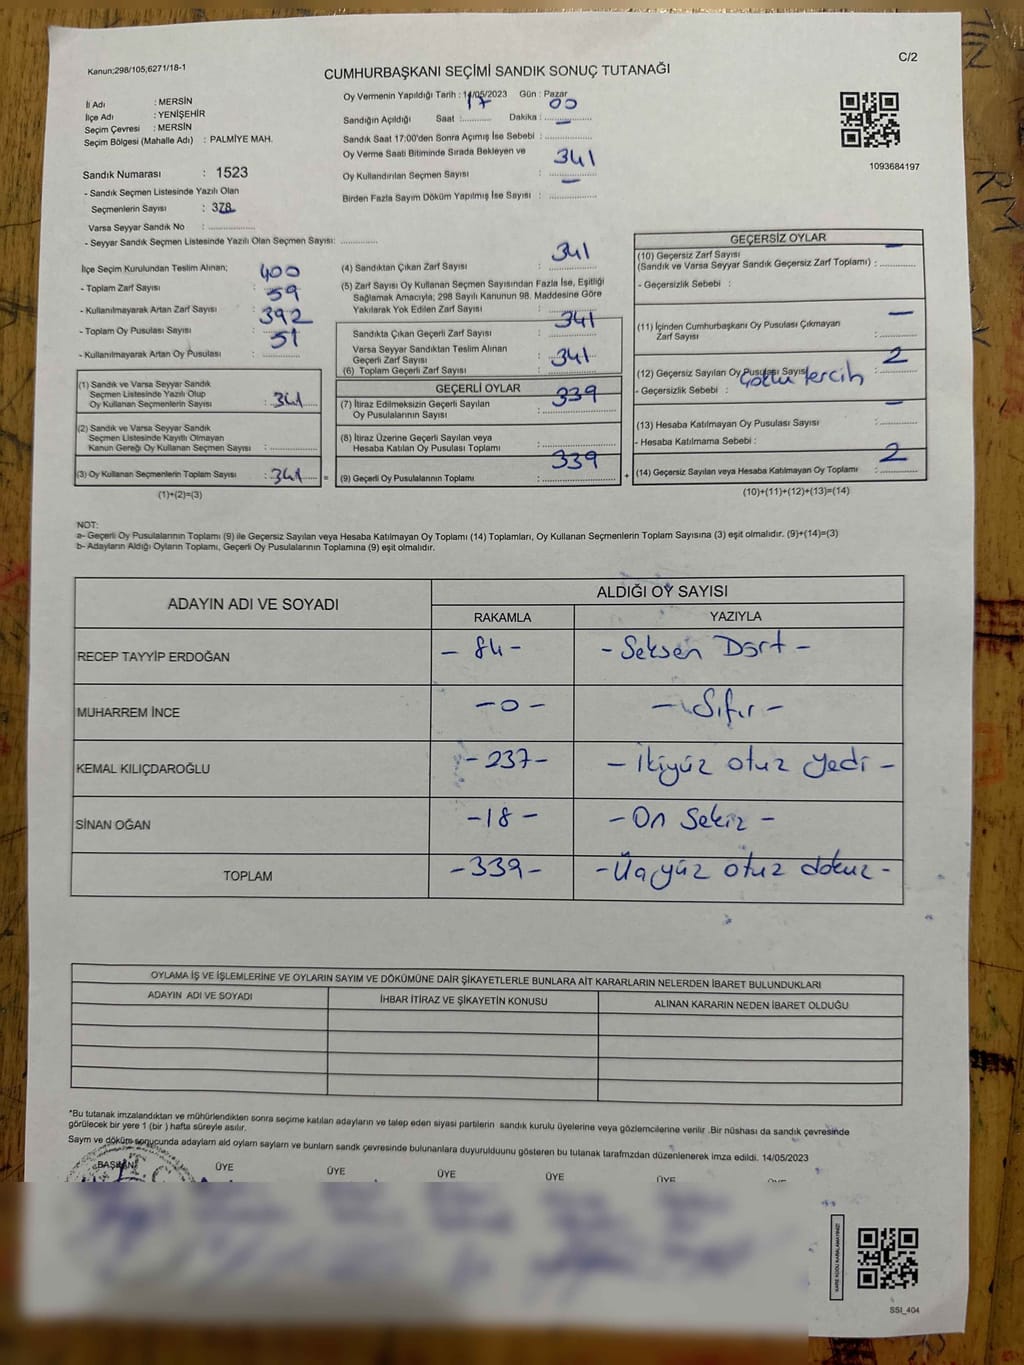 Kanun;298/105,6271/18-1
C/2
CUMHURBAŞKANI SEÇİMİ SANDIK SONUÇ TUTANAĞI
İl Adı : MERSİN
İlçe Adı : YENİŞEHİR
Seçim Çevresi : MERSİN
Seçim Bölgesi (Mahalle Adı) : PALMİYE MAH.
Sandık Numarası : 1523
- Sandık Seçmen Listesinde Yazılı Olan
Seçmenlerin Sayısı : 378
Varsa Seyyar Sandık No : ............
- Seyyar Sandık Seçmen Listesinde Yazılı Olan Seçmen Sayısı: ............
Oy Vermenin Yapıldığı Tarih : 14/05/2023 Gün : Pazar
Sandığın Açıldığı Saat : 17 Dakika : 00
Sandık Saat 17:00'den Sonra Açımış İse Sebebi : —
Oy Verme Saati Bitiminde Sırada Bekleyen ve
Oy Kullandırılan Seçmen Sayısı : 341
Birden Fazla Sayım Döküm Yapılmış İse Sayısı : —
1093684197
İlçe Seçim Kurulundan Teslim Alınan;
- Toplam Zarf Sayısı : 400
- Kullanılmayarak Artan Zarf Sayısı : 59
- Toplam Oy Pusulası Sayısı : 392
- Kullanılmayarak Artan Oy Pusulası : 51
(1) Sandık ve Varsa Seyyar Sandık
Seçmen Listesinde Yazılı Olup
Oy Kullanan Seçmenlerin Sayısı : 341
(2) Sandık ve Varsa Seyyar Sandık
Seçmen Listesinde Kayıtlı Olmayan
Kanun Gereği Oy Kullanan Seçmen Sayısı : ............
(3) Oy Kullanan Seçmenlerin Toplam Sayısı : 341 =
(1)+(2)=(3)
(4) Sandıktan Çıkan Zarf Sayısı : 341
(5) Zarf Sayısı Oy Kullanan Seçmen Sayısından Fazla İse, Eşitliği
Sağlamak Amacıyla; 298 Sayılı Kanunun 98. Maddesine Göre
Yakılarak Yok Edilen Zarf Sayısı : ............
Sandıkta Çıkan Geçerli Zarf Sayısı : 341
Varsa Seyyar Sandıktan Teslim Alınan
Geçerli Zarf Sayısı
(6) Toplam Geçerli Zarf Sayısı : 341
GEÇERLİ OYLAR
(7) İtiraz Edilmeksizin Geçerli Sayılan
Oy Pusulalarının Sayısı : 339
(8) İtiraz Üzerine Geçerli Sayılan veya
Hesaba Katılan Oy Pusulası Toplamı : ............
(9) Geçerli Oy Pusulalarının Toplamı : 339 +
GEÇERSİZ OYLAR
(10) Geçersiz Zarf Sayısı —
(Sandık ve Varsa Seyyar Sandık Geçersiz Zarf Toplamı) : ............
- Geçersizlik Sebebi :
(11) İçinden Cumhurbaşkanı Oy Pusulası Çıkmayan —
Zarf Sayısı : ............
(12) Geçersiz Sayılan Oy Pusulası Sayısı : 2
- Geçersizlik Sebebi : Çoklu tercih
(13) Hesaba Katılmayan Oy Pusulası Sayısı : —
- Hesaba Katılmama Sebebi :
(14) Geçersiz Sayılan veya Hesaba Katılmayan Oy Toplamı : 2
(10)+(11)+(12)+(13)=(14)
NOT:
a- Geçerli Oy Pusulalarının Toplamı (9) ile Geçersiz Sayılan veya Hesaba Katılmayan Oy Toplamı (14) Toplamları, Oy Kullanan Seçmenlerin Toplam Sayısına (3) eşit olmalıdır. (9)+(14)=(3)
b- Adayların Aldığı Oyların Toplamı, Geçerli Oy Pusulalarının Toplamına (9) eşit olmalıdır.
ADAYIN ADI VE SOYADI ALDIĞI OY SAYISI
RAKAMLA YAZIYLA
RECEP TAYYİP ERDOĞAN - 84 - - Seksen Dört -
MUHARREM İNCE - 0 - - Sıfır -
KEMAL KILIÇDAROĞLU - 237 - - İkiyüz otuz yedi -
SİNAN OĞAN - 18 - - On Sekiz -
TOPLAM - 339 - - Üçyüz otuz dokuz -
OYLAMA İŞ VE İŞLEMLERİNE VE OYLARIN SAYIM VE DÖKÜMÜNE DAİR ŞİKAYETLERLE BUNLARA AİT KARARLARIN NELERDEN İBARET BULUNDUKLARI
ADAYIN ADI VE SOYADI İHBAR İTİRAZ VE ŞİKAYETİN KONUSU ALINAN KARARIN NEDEN İBARET OLDUĞU
*Bu tutanak imzalandıktan ve mühürlendikten sonra seçime katılan adayların ve talep eden siyasi partilerin sandık kurulu üyelerine veya gözlemcilerine verilir .Bir nüshası da sandık çevresinde
görülecek bir yere 1 (bir ) hafta süreyle asılır.
Sayım ve döküm sonucunda adayların ald oyların sayların ve bunların sandk çevresinde bulunanlara duyurulduunu gösteren bu tutanak tarafmzdan düzenlenerek imza edildi. 14/05/2023
BAŞKAN ÜYE ÜYE ÜYE ÜYE ÜYE ÜYE
SSI_404